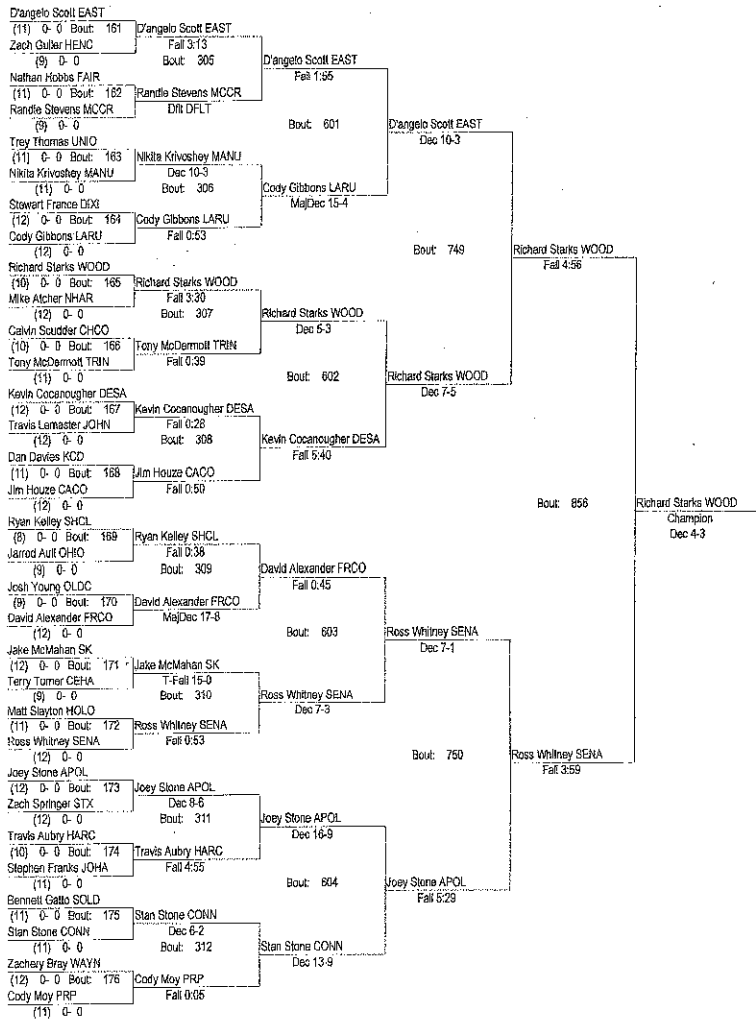 D'angelo Scott EAST
(11) 0- 0 Bout: 161
Zach Guller HENC
(9) 0- 0
Nathan Hobbs FAIR
(11) 0- 0 Bout: 162
Randle Stevens MCCR
(9) 0- 0
Trey Thomas UNIO
(11) 0- 0 Bout: 163
Nikita Krivoshey MANU
(11) 0- 0
Stewart France DIXI
(12) 0- 0 Bout: 164
Cody Gibbons LARU
(12) 0- 0
Richard Starks WOOD
(10) 0- 0 Bout: 165
Mike Atcher NHAR
(12) 0- 0
Calvin Scudder CHCO
(10) 0- 0 Bout: 166
Tony McDermott TRIN
(11) 0- 0
Kevin Cocanougher DESA
(12) 0- 0 Bout: 167
Travis Lemaster JOHN
(12) 0- 0
Dan Davies KCD
(11) 0- 0 Bout: 168
Jim Houze CACO
(12) 0- 0
Ryan Kelley SHCL
(8) 0- 0 Bout: 169
Jarrod Ault OHIO
(9) 0- 0
Josh Young OLDC
(9) 0- 0 Bout: 170
David Alexander FRCO
(12) 0- 0
Jake McMahan SK
(12) 0- 0 Bout: 171
Terry Turner CEHA
(9) 0- 0
Matt Slayton HOLO
(11) 0- 0 Bout: 172
Ross Whitney SENA
(12) 0- 0
Joey Stone APOL
(12) 0- 0 Bout: 173
Zach Springer STX
(12) 0- 0
Travis Aubry HARC
(10) 0- 0 Bout: 174
Stephen Franks JOHA
(11) 0- 0
Bennett Gatto SOLD
(11) 0- 0 Bout: 175
Stan Stone CONN
(11) 0- 0
Zachery Bray WAYN
(12) 0- 0 Bout: 176
Cody Moy PRP
(11) 0- 0
D'angelo Scott EAST
Fall 3:13
Bout: 305
Randle Stevens MCCR
Dflt DFLT
Nikita Krivoshey MANU
Dec 10-3
Bout: 306
Cody Gibbons LARU
Fall 0:53
Richard Starks WOOD
Fall 3:30
Bout: 307
Tony McDermott TRIN
Fall 0:39
Kevin Cocanougher DESA
Fall 0:28
Bout: 308
Jim Houze CACO
Fall 0:50
Ryan Kelley SHCL
Fall 0:38
Bout: 309
David Alexander FRCO
MajDec 17-8
Jake McMahan SK
T-Fall 15-0
Bout: 310
Ross Whitney SENA
Fall 0:53
Joey Stone APOL
Dec 8-6
Bout: 311
Travis Aubry HARC
Fall 4:55
Stan Stone CONN
Dec 6-2
Bout: 312
Cody Moy PRP
Fall 0:05
D'angelo Scott EAST
Fall 1:55
Bout: 601
Cody Gibbons LARU
MajDec 15-4
Richard Starks WOOD
Dec 5-3
Bout: 602
Kevin Cocanougher DESA
Fall 5:40
David Alexander FRCO
Fall 0:45
Bout: 603
Ross Whitney SENA
Dec 7-3
Joey Stone APOL
Dec 16-9
Bout: 604
Stan Stone CONN
Dec 13-9
D'angelo Scott EAST
Dec 10-3
Bout: 749
Richard Starks WOOD
Dec 7-5
Ross Whitney SENA
Dec 7-1
Bout: 750
Joey Stone APOL
Fall 5:29
Richard Starks WOOD
Fall 4:56
Bout: 856
Ross Whitney SENA
Fall 3:59
Richard Starks WOOD
Champion
Dec 4-3